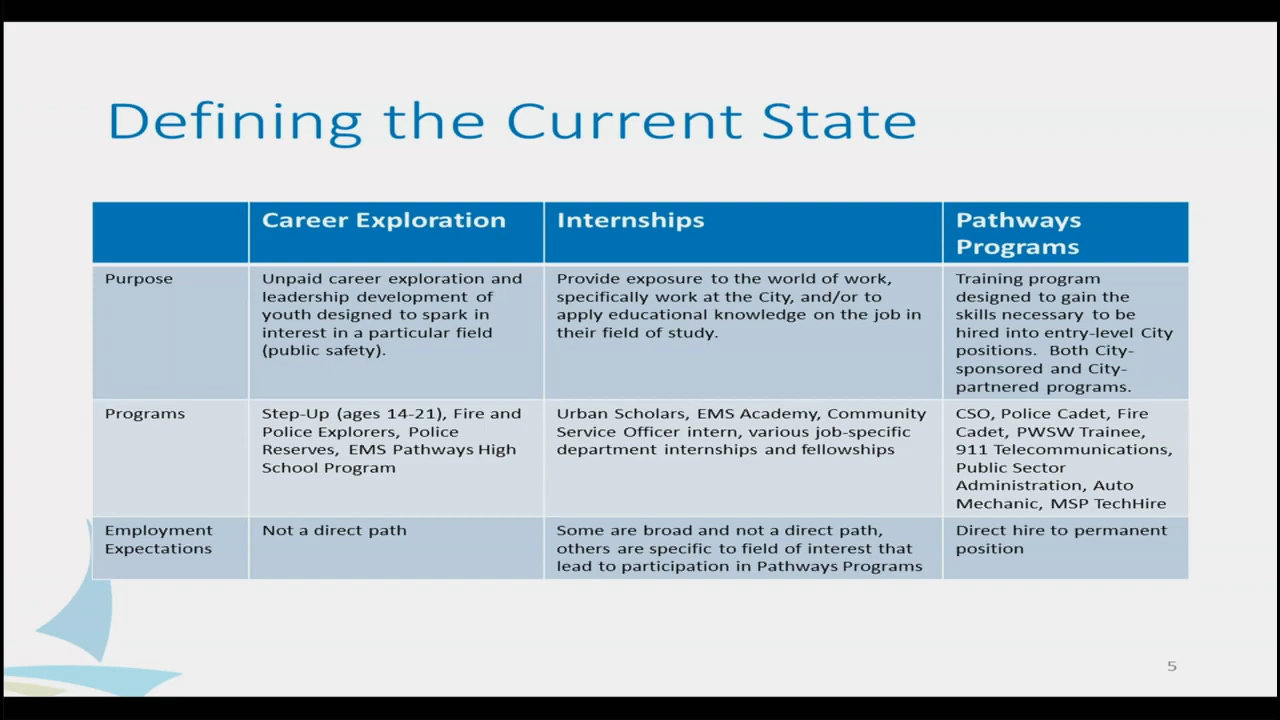 Defining the Current State
Career Exploration
Internships
Pathways
Programs
Purpose
Unpaid career exploration and
leadership development of
youth designed to spark in
interest in a particular field
(public safety).
Provide exposure to the world of work,
specifically work at the City, and/or to
apply educational knowledge on the job in
their field of study.
Training program
designed to gain the
skills necessary to be
hired into entry-level City
positions. Both City-
sponsored and City-
partnered programs.
Programs
Step-Up (ages 14-21), Fire and
Police Explorers, Police
Reserves, EMS Pathways High
School Program
Urban Scholars, EMS Academy, Community
Service Officer intern, various job-specific
department internships and fellowships
CSO, Police Cadet, Fire
Cadet, PWSW Trainee,
911 Telecommunications,
Public Sector
Administration, Auto
Mechanic, MSP TechHire
Employment
Expectations
Not a direct path
Some are broad and not a direct path,
others are specific to field of interest that
lead to participation in Pathways Programs
Direct hire to permanent
position
5